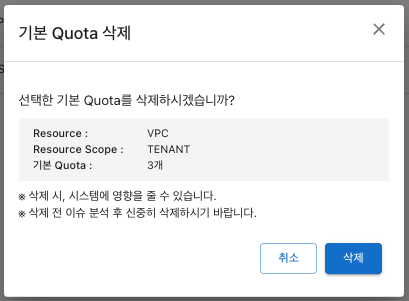 기본 Quota 삭제
선택한 기본 Quota를 삭제하시겠습니까?
Resource : VPC
Resource Scope : TENANT
기본 Quota : 3개
※ 삭제 시, 시스템에 영향을 줄 수 있습니다.
※ 삭제 전 이슈 분석 후 신중히 삭제하시기 바랍니다.
취소 삭제